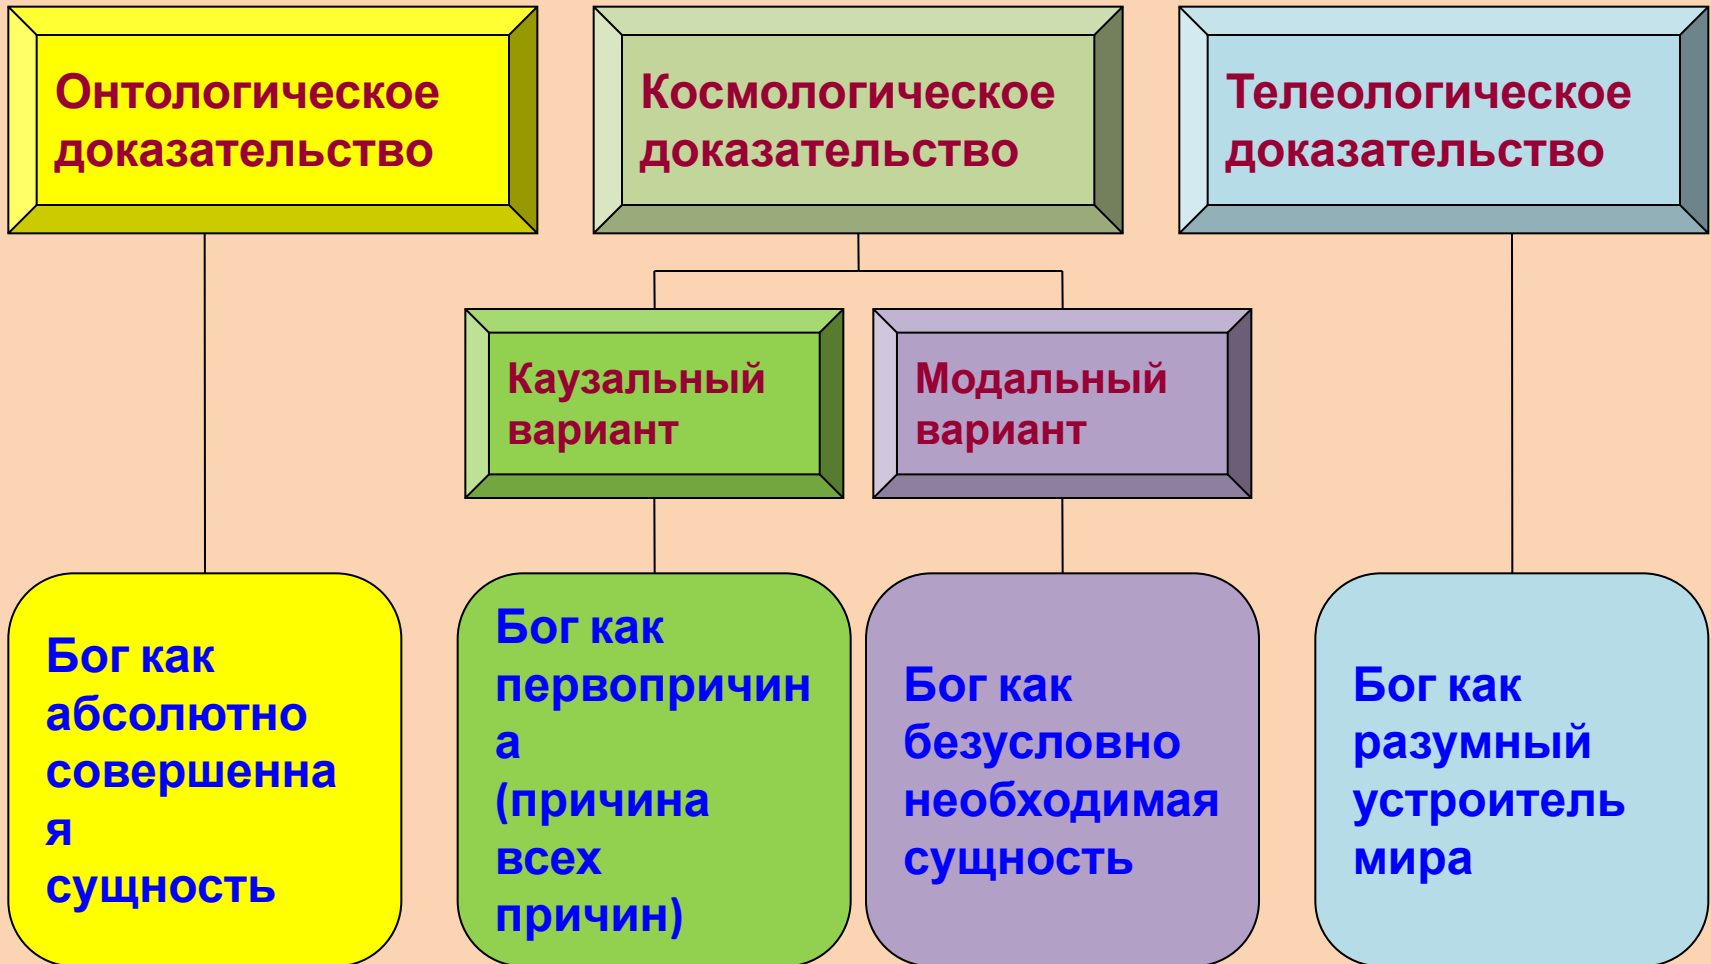 Онтологическое
доказательство
Космологическое
доказательство
Телеологическое
доказательство
Каузальный
вариант
Модальный
вариант
Бог как
абсолютно
совершенна
я
сущность
Бог как
первопричин
а
(причина
всех
причин)
Бог как
безусловно
необходимая
сущность
Бог как
разумный
устроитель
мира